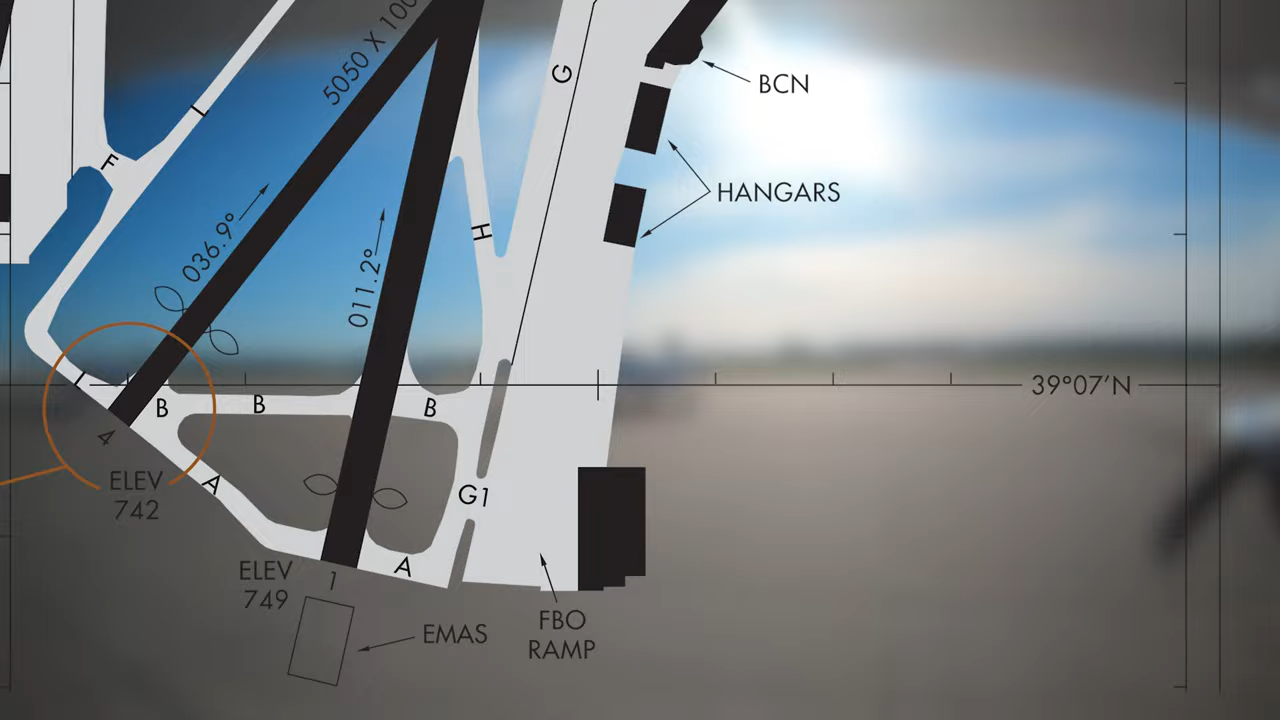 5050 X 100
G
BCN
L
F
HANGARS
H
036.9°
011.2°
39°07′N
B
B
B
4
ELEV
742
A
G1
ELEV
749
1
A
FBO
RAMP
EMAS